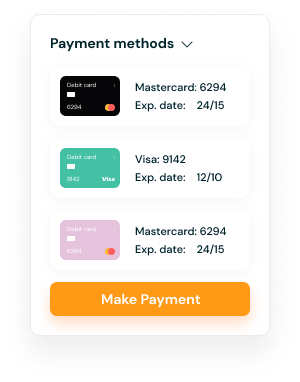 Payment methods
Debit card
6294
Mastercard: 6294
Exp. date: 24/15
Debit card
9142
Visa
Visa: 9142
Exp. date: 12/10
Debit card
6294
Mastercard: 6294
Exp. date: 24/15
Make Payment